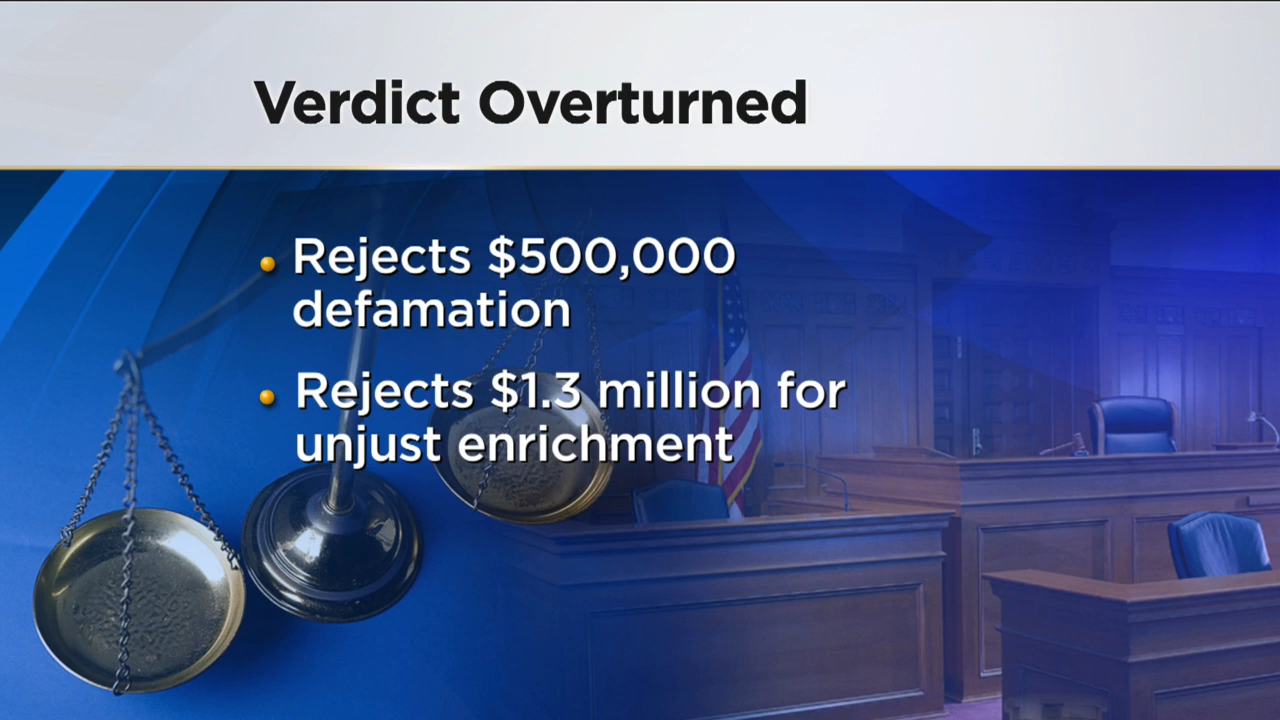 Verdict Overturned
Rejects $500,000
defamation
Rejects $1.3 million for
unjust enrichment